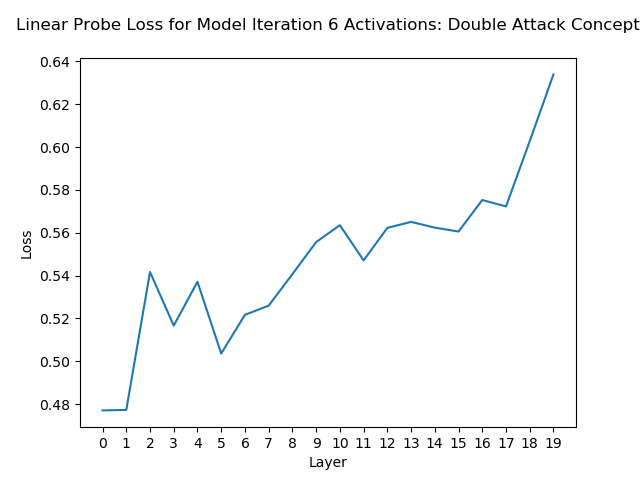 Linear Probe Loss for Model Iteration 6 Activations: Double Attack Concept
0.64
0.62
0.60
0.58
0.56
0.54
0.52
0.50
0.48
Loss
0 1 2 3 4 5 6 7 8 9 10 11 12 13 14 15 16 17 18 19
Layer